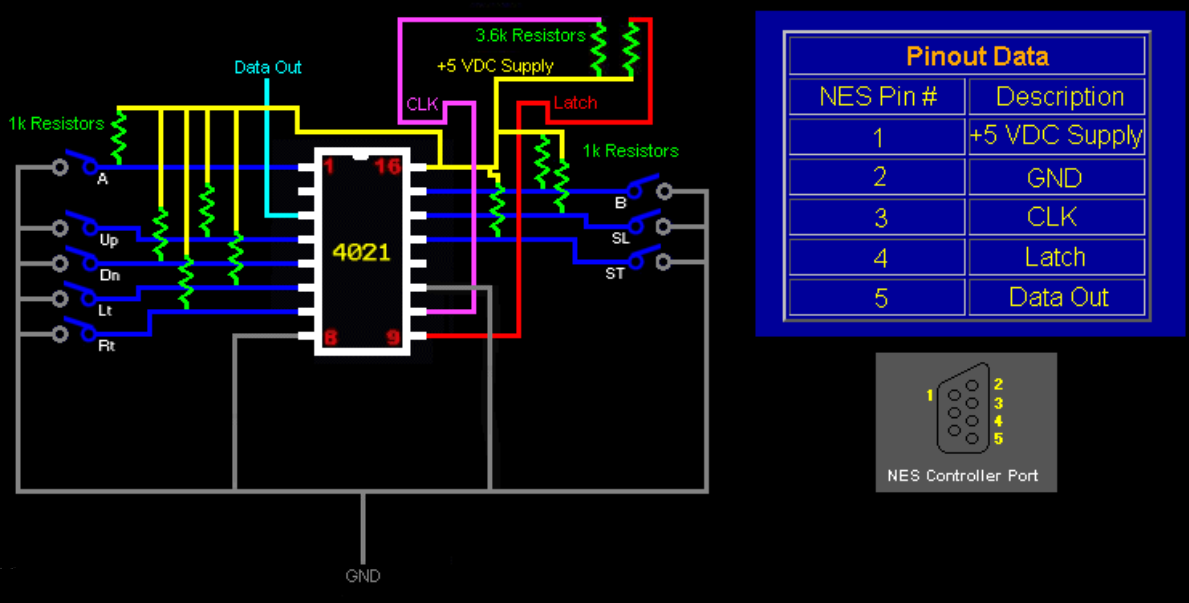 3.6k Resistors
+5 VDC Supply
Data Out
CLK
Latch
1k Resistors
1k Resistors
A
1
16
B
Up
SL
4021
Dn
ST
Lt
8
9
Rt
GND
Pinout Data
NES Pin # Description
1 +5 VDC Supply
2 GND
3 CLK
4 Latch
5 Data Out
1
2
3
4
5
NES Controller Port